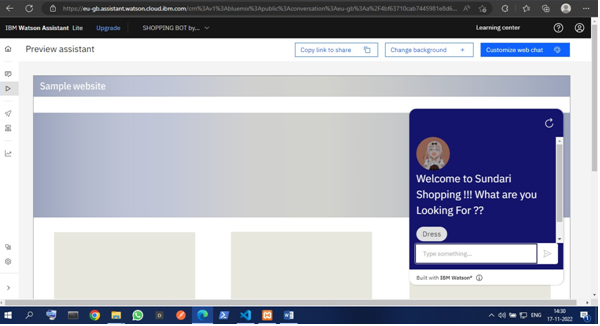 https://eu-gb.assistant.watson.cloud.ibm.com/
IBM Watson Assistant Lite Upgrade SHOPPING BOT by... Learning center
Preview assistant Copy link to share Change background + Customize web chat
Sample website
Welcome to Sundari
Shopping !!! What are you
Looking For ??
Dress
Type something...
Built with IBM Watson®
ENG 14:30
17-11-2022